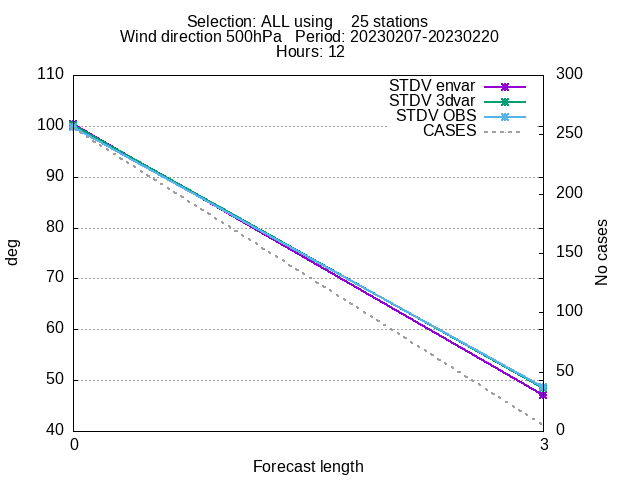 Selection: ALL using    25 stations
Wind direction 500hPa   Period: 20230207-20230220
Hours: 12
110
300
STDV envar
STDV 3dvar
STDV OBS
CASES
100
250
90
200
80
150
70
100
60
50
50
40
0
deg
No cases
0
3
Forecast length